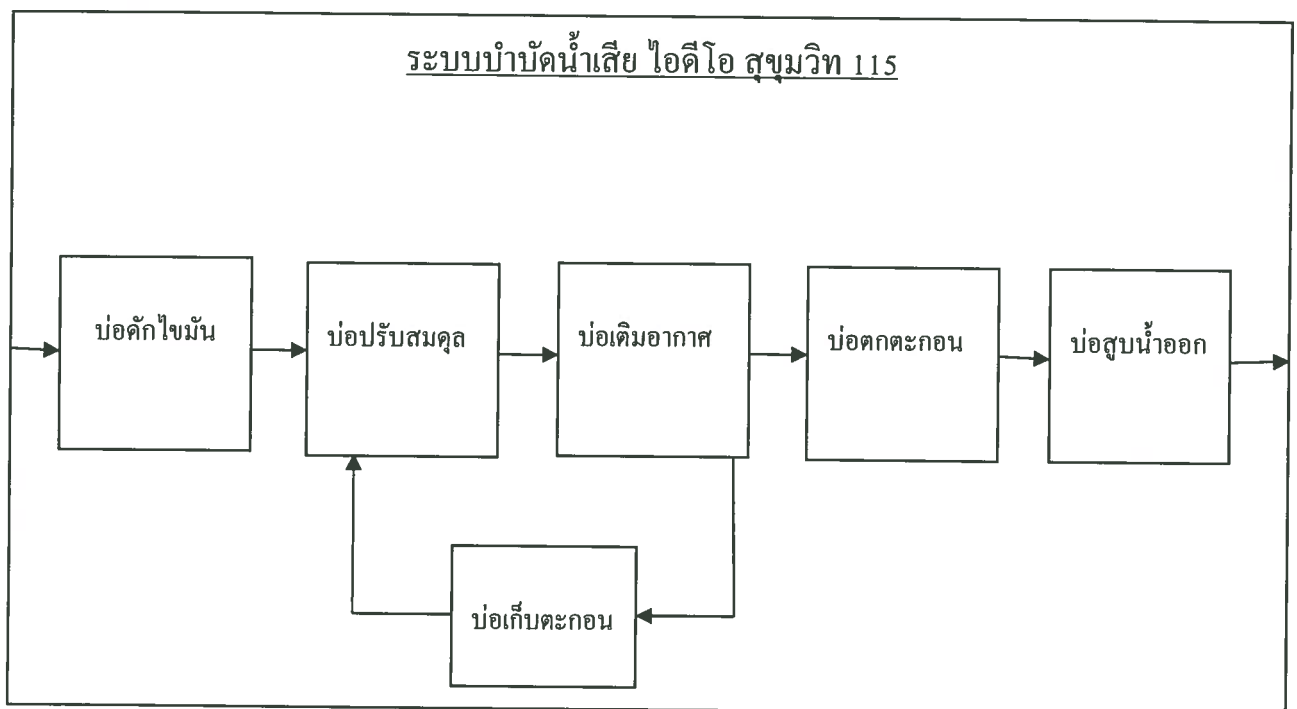 ระบบบำบัดน้ำเสีย ไอดีโอ สุขุมวิท 115
บ่อดักไขมัน
บ่อปรับสมดุล
บ่อเติมอากาศ
บ่อตกตะกอน
บ่อสูบน้ำออก
บ่อเก็บตะกอน